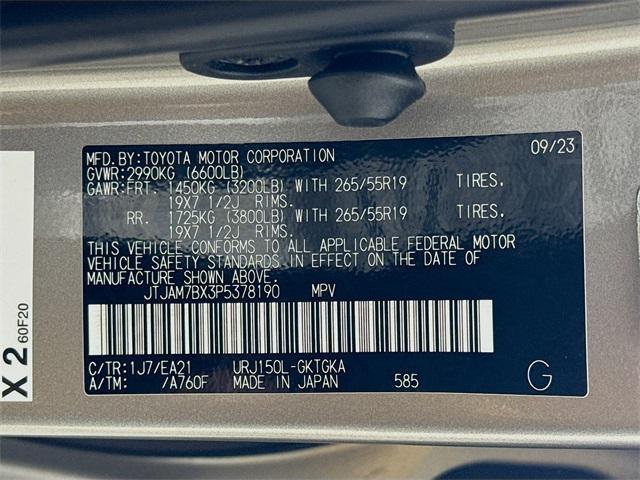 MFD.BY:TOYOTA MOTOR CORPORATION 09/23
GVWR:2990KG (6600LB)
GAWR:FRT. 1450KG (3200LB) WITH 265/55R19 TIRES.
19X7 1/2J RIMS.
RR. 1725KG (3800LB) WITH 265/55R19 TIRES.
19X7 1/2J RIMS.
THIS VEHICLE CONFORMS TO ALL APPLICABLE FEDERAL MOTOR
VEHICLE SAFETY STANDARDS IN EFFECT ON THE DATE OF
MANUFACTURE SHOWN ABOVE.
JTJAM7BX3P5378190 MPV
C/TR:1J7/EA21 URJ150L-GKTGKA
A/TM: /A760F MADE IN JAPAN 585 G
X2 60F20